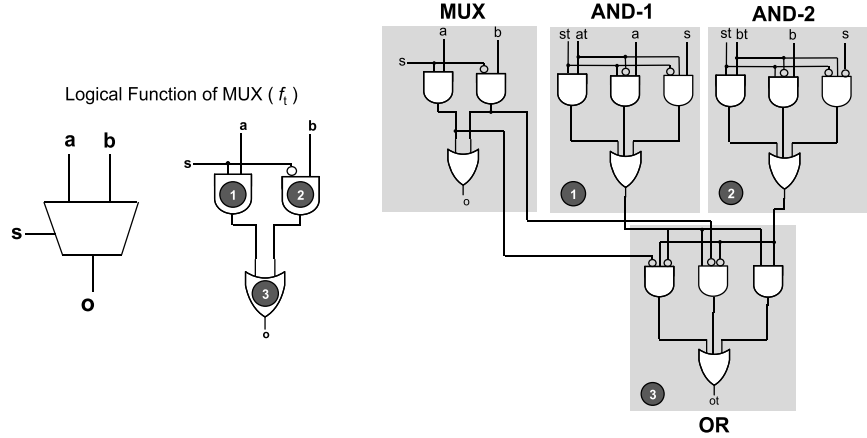 MUX
AND-1
AND-2
a b
st at a s
st bt b s
s
Logical Function of MUX ( ft )
a b
s
o
a b
s
1 2
3
o
o
1
2
3
ot
OR